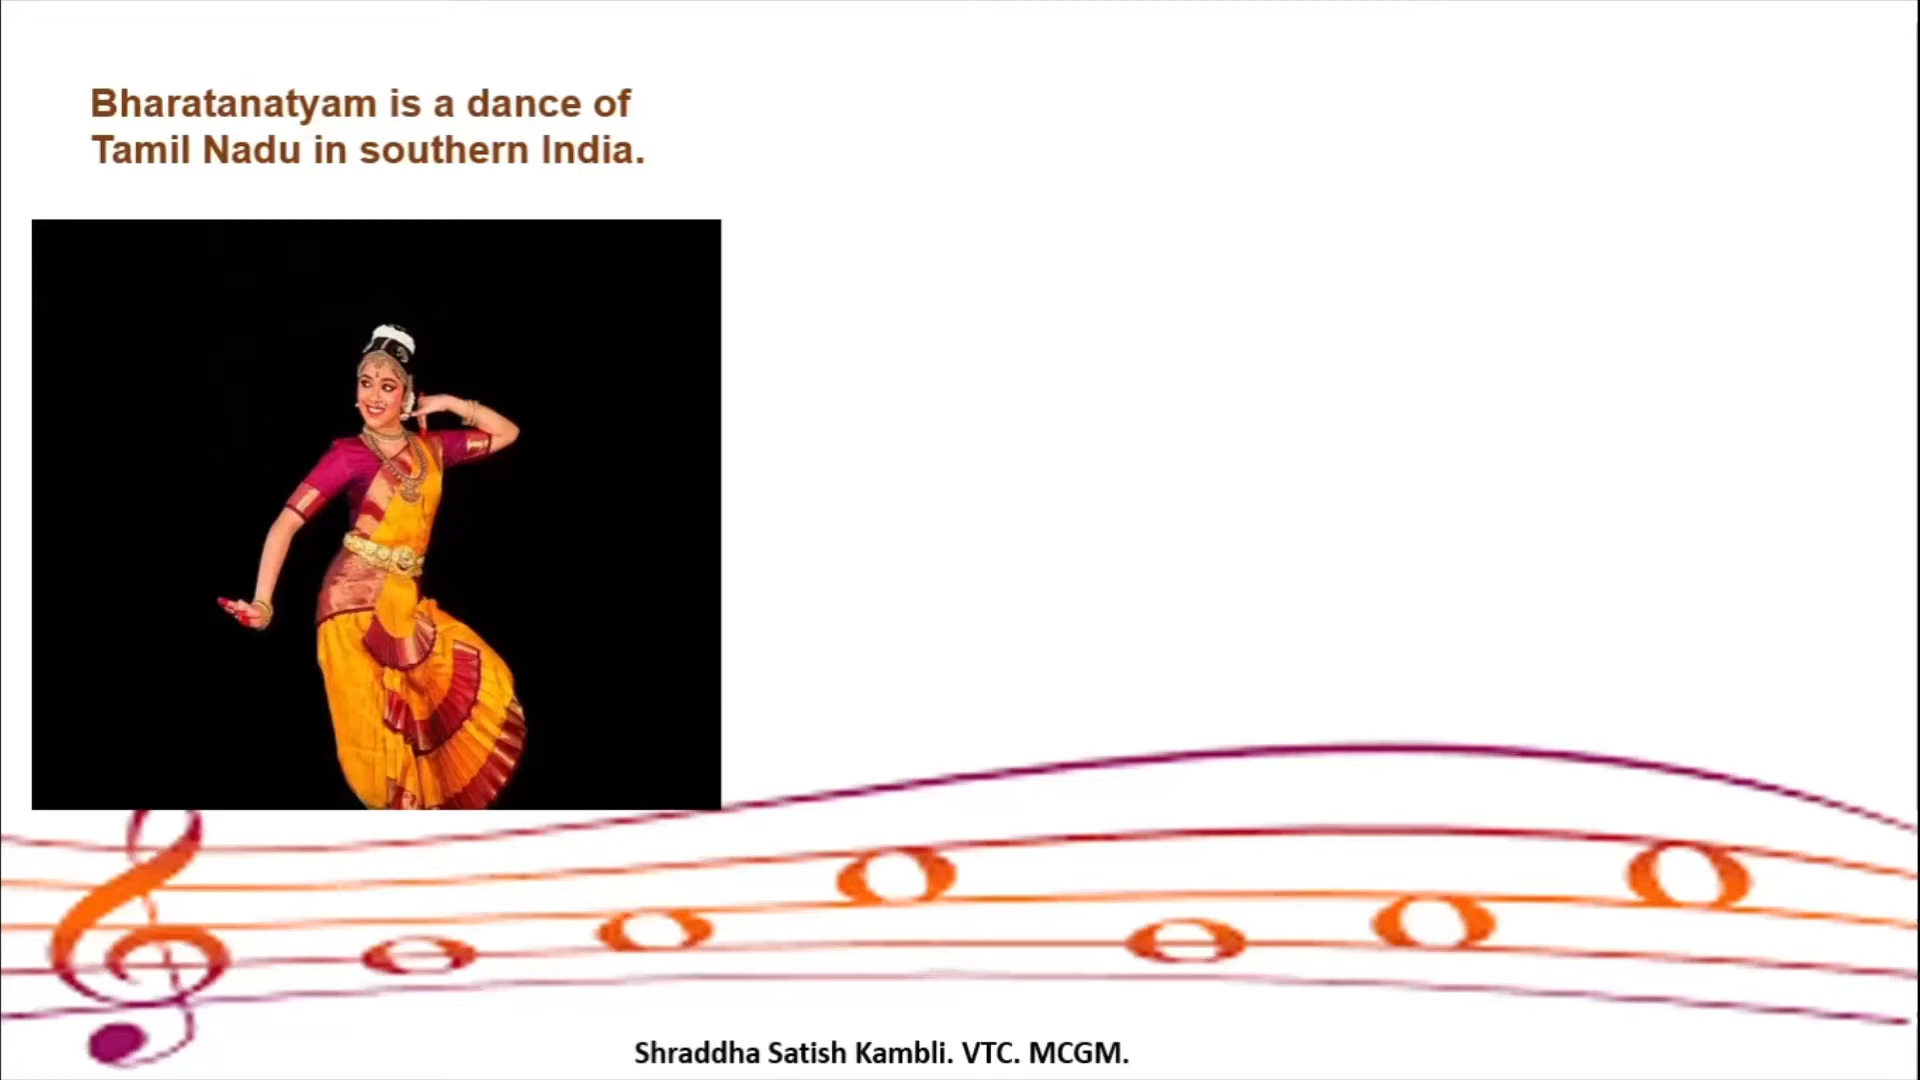 Bharatanatyam is a dance of
Tamil Nadu in southern India.
Shraddha Satish Kambli. VTC. MCGM.